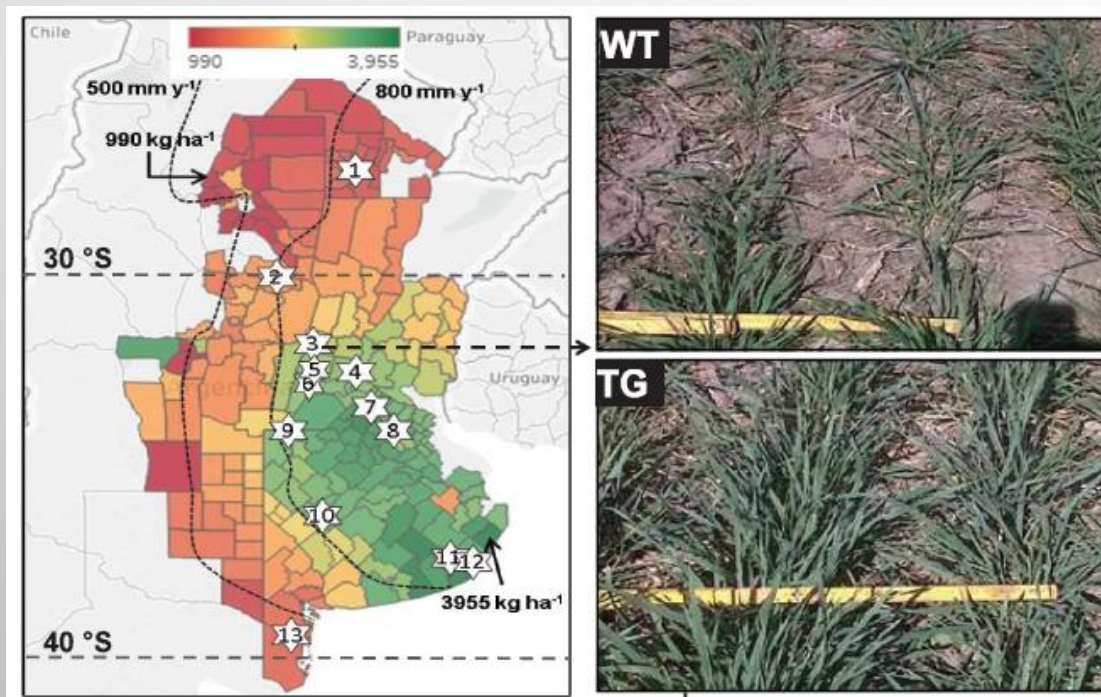 Chile
Paraguay
990
3,955
500 mm y⁻¹
800 mm y⁻¹
990 kg ha⁻¹
1
30 °S
2
3
5
4
6
Uruguay
7
9
8
10
11
12
3955 kg ha⁻¹
13
40 °S
WT
TG